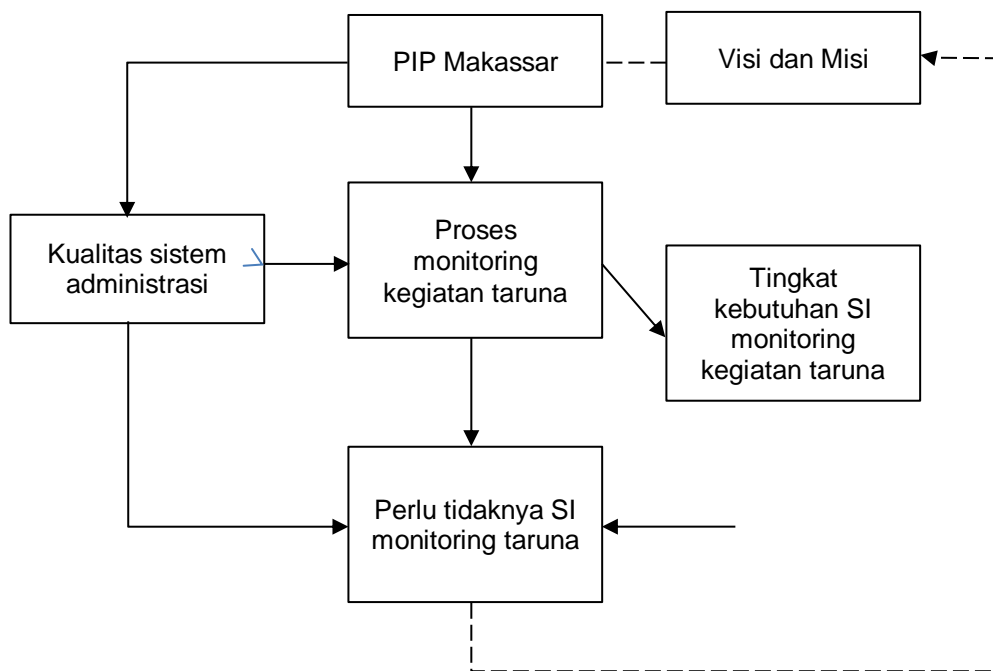 PIP Makassar
Visi dan Misi
Kualitas sistem
administrasi
Proses
monitoring
kegiatan taruna
Tingkat
kebutuhan SI
monitoring
kegiatan taruna
Perlu tidaknya SI
monitoring taruna